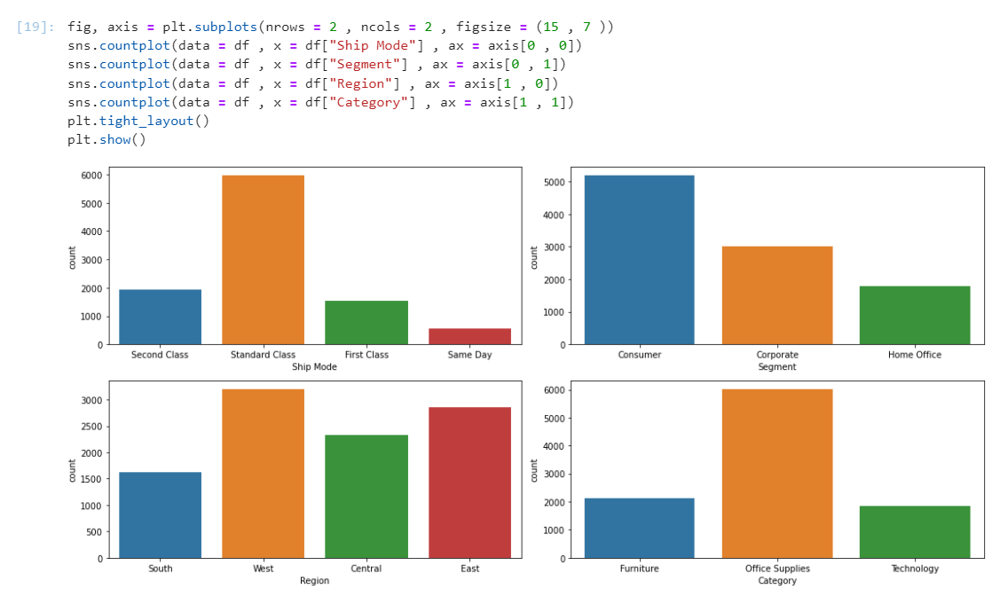 [19]: fig, axis = plt.subplots(nrows = 2 , ncols = 2 , figsize = (15 , 7 ))
sns.countplot(data = df , x = df["Ship Mode"] , ax = axis[0 , 0])
sns.countplot(data = df , x = df["Segment"] , ax = axis[0 , 1])
sns.countplot(data = df , x = df["Region"] , ax = axis[1 , 0])
sns.countplot(data = df , x = df["Category"] , ax = axis[1 , 1])
plt.tight_layout()
plt.show()
6000
5000
4000
3000
2000
1000
0
count
Second Class Standard Class First Class Same Day
Ship Mode
5000
4000
3000
2000
1000
0
count
Consumer Corporate Home Office
Segment
3000
2500
2000
1500
1000
500
0
count
South West Central East
Region
6000
5000
4000
3000
2000
1000
0
count
Furniture Office Supplies Technology
Category